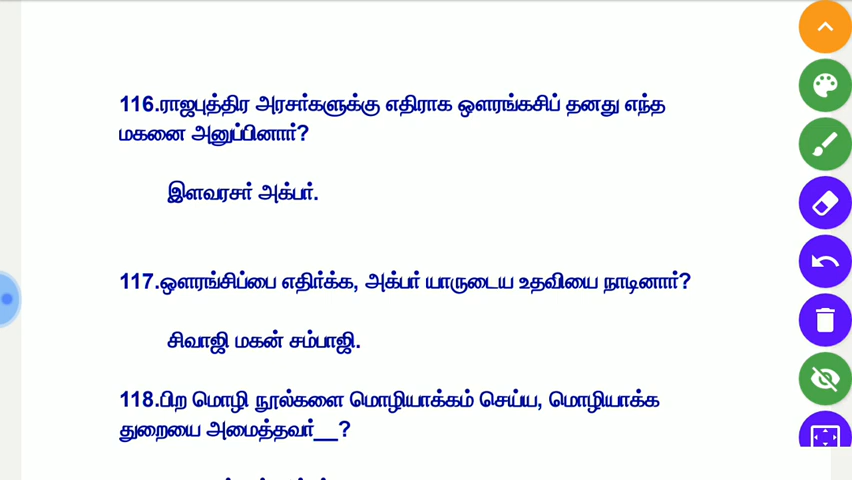 116.ராஜபுத்திர அரசர்களுக்கு எதிராக ஔரங்கசிப் தனது எந்த
மகனை அனுப்பினார்?
இளவரசர் அக்பர்.
117.ஔரங்சிப்பை எதிர்க்க, அக்பர் யாருடைய உதவியை நாடினார்?
சிவாஜி மகன் சம்பாஜி.
118.பிற மொழி நூல்களை மொழியாக்கம் செய்ய, மொழியாக்க
துறையை அமைத்தவர்__?